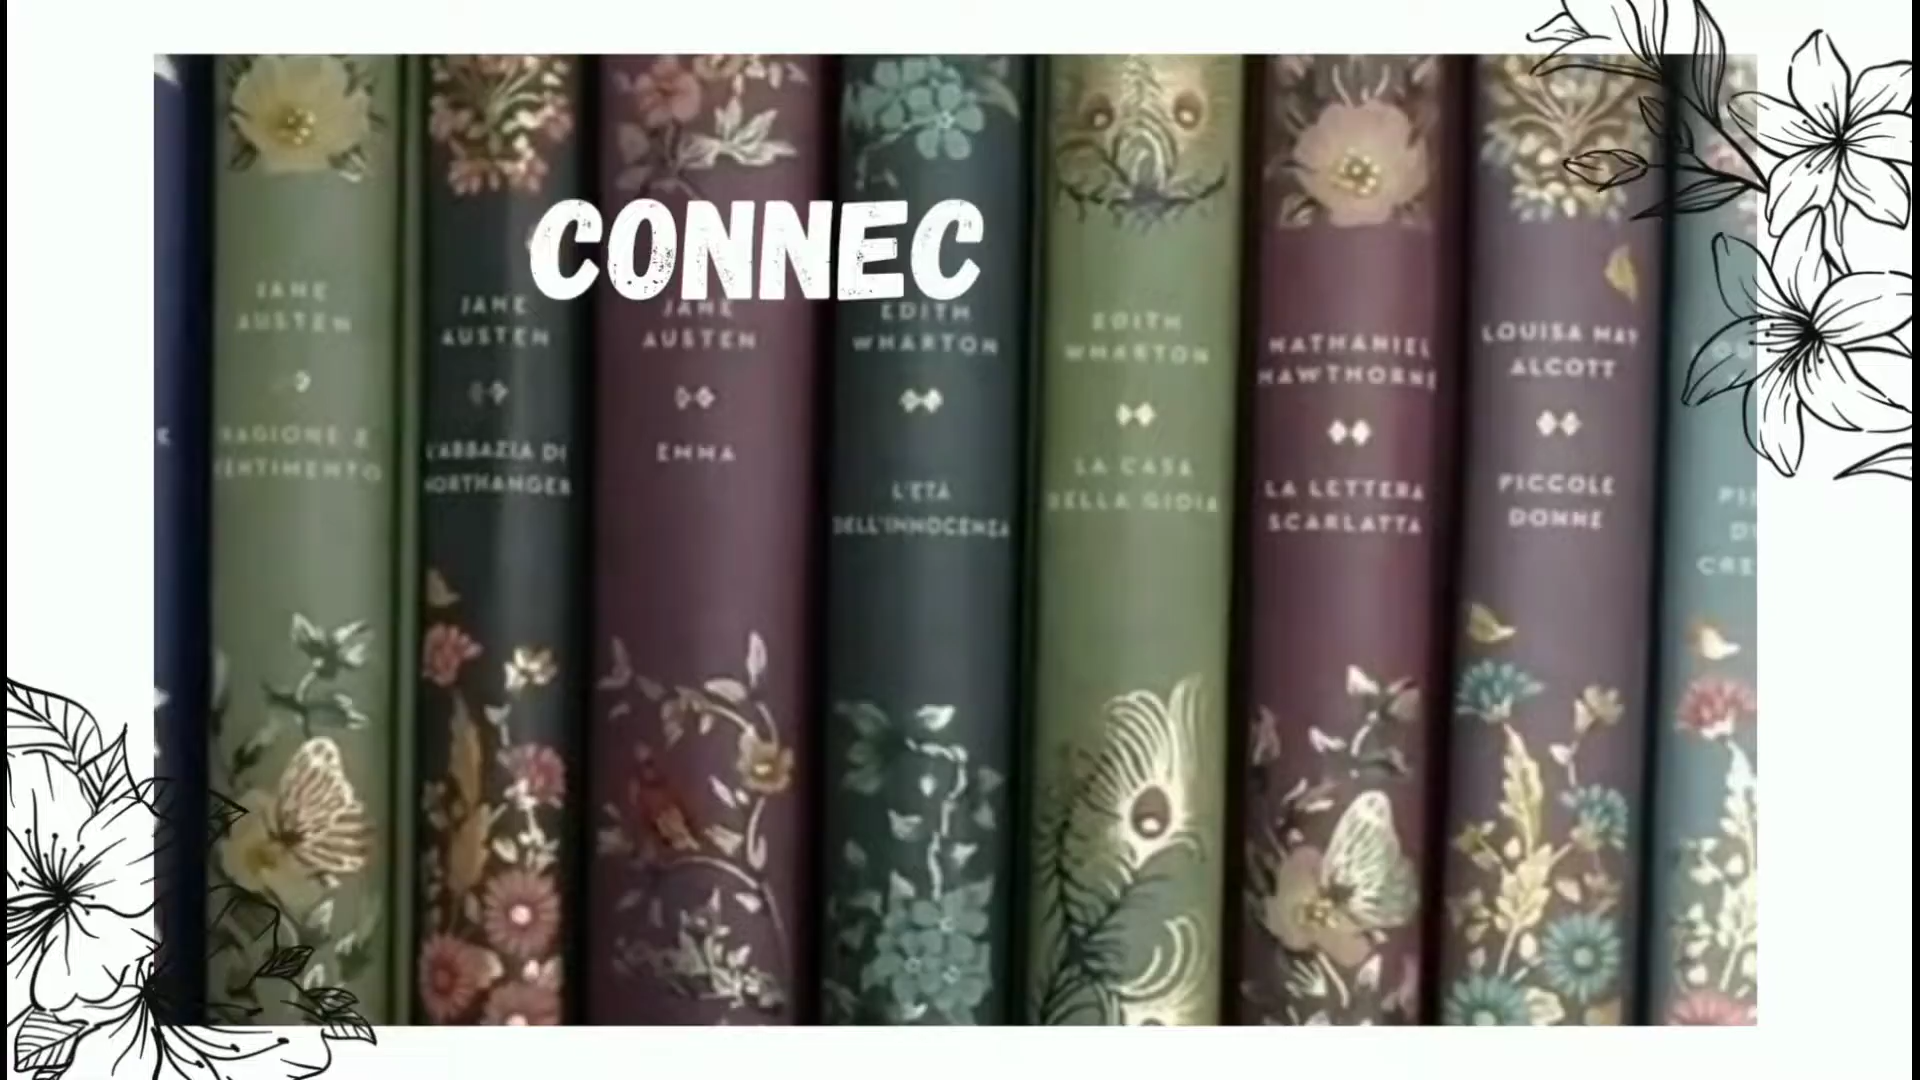 CONNEC
JANE
AUSTEN
RAGIONE E
SENTIMENTO
JANE
AUSTEN
L'ABBAZIA DI
NORTHANGER
JANE
AUSTEN
EMMA
EDITH
WHARTON
L'ETÀ
DELL'INNOCENZA
EDITH
WHARTON
LA CASA
DELLA GIOIA
NATHANIEL
HAWTHORNE
LA LETTERA
SCARLATTA
LOUISA MAY
ALCOTT
PICCOLE
DONNE
CRE